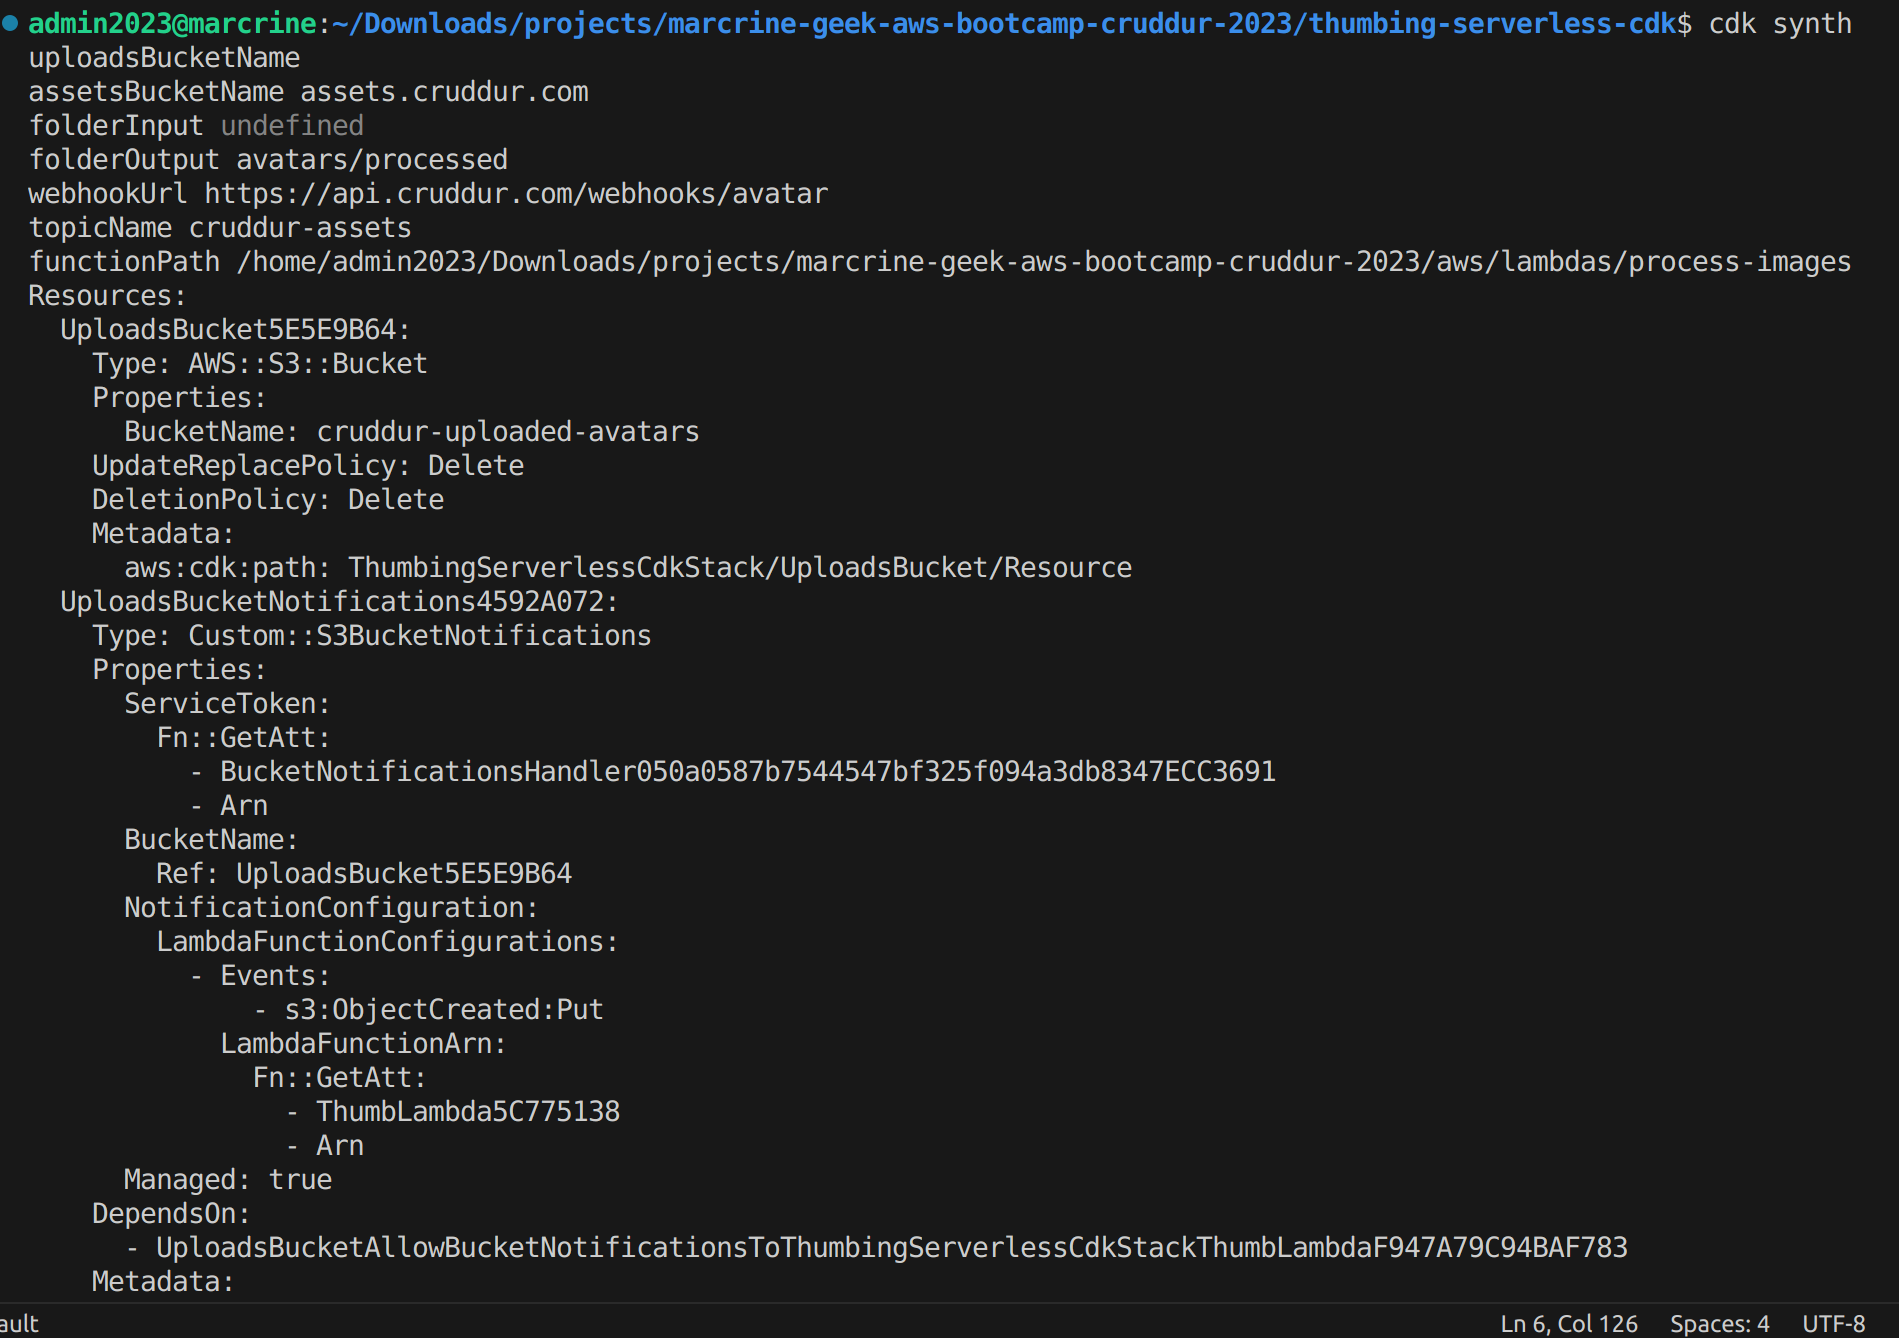 admin2023@marcrine:~/Downloads/projects/marcrine-geek-aws-bootcamp-cruddur-2023/thumbing-serverless-cdk$ cdk synth
uploadsBucketName
assetsBucketName assets.cruddur.com
folderInput undefined
folderOutput avatars/processed
webhookUrl https://api.cruddur.com/webhooks/avatar
topicName cruddur-assets
functionPath /home/admin2023/Downloads/projects/marcrine-geek-aws-bootcamp-cruddur-2023/aws/lambdas/process-images
Resources:
  UploadsBucket5E5E9B64:
    Type: AWS::S3::Bucket
    Properties:
      BucketName: cruddur-uploaded-avatars
    UpdateReplacePolicy: Delete
    DeletionPolicy: Delete
    Metadata:
      aws:cdk:path: ThumbingServerlessCdkStack/UploadsBucket/Resource
  UploadsBucketNotifications4592A072:
    Type: Custom::S3BucketNotifications
    Properties:
      ServiceToken:
        Fn::GetAtt:
          - BucketNotificationsHandler050a0587b7544547bf325f094a3db8347ECC3691
          - Arn
      BucketName:
        Ref: UploadsBucket5E5E9B64
      NotificationConfiguration:
        LambdaFunctionConfigurations:
          - Events:
              - s3:ObjectCreated:Put
            LambdaFunctionArn:
              Fn::GetAtt:
                - ThumbLambda5C775138
                - Arn
      Managed: true
    DependsOn:
      - UploadsBucketAllowBucketNotificationsToThumbingServerlessCdkStackThumbLambdaF947A79C94BAF783
    Metadata:
ault Ln 6, Col 126 Spaces: 4 UTF-8